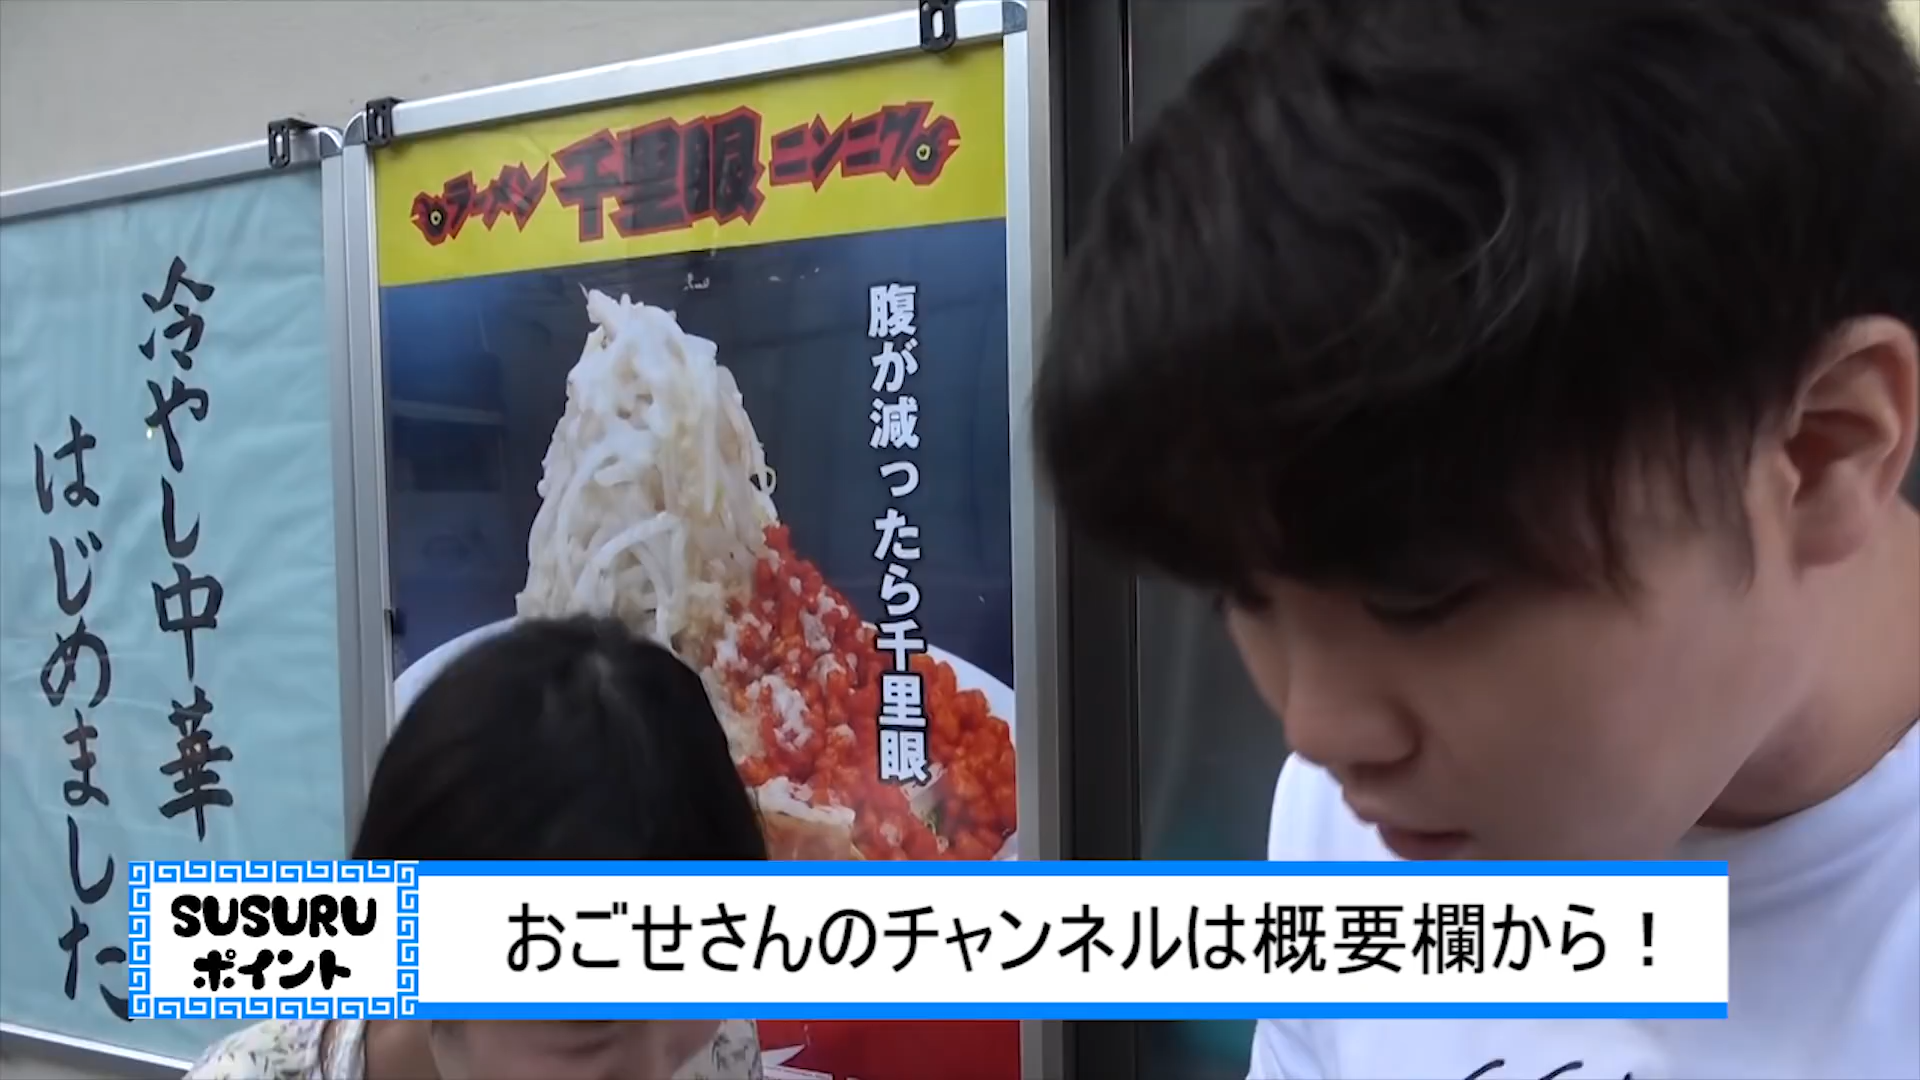 冷やし中華
はじめました
ラーメン 千里眼 ニンニク
腹が減ったら千里眼
SUSURU
ポイント
おごせさんのチャンネルは概要欄から！